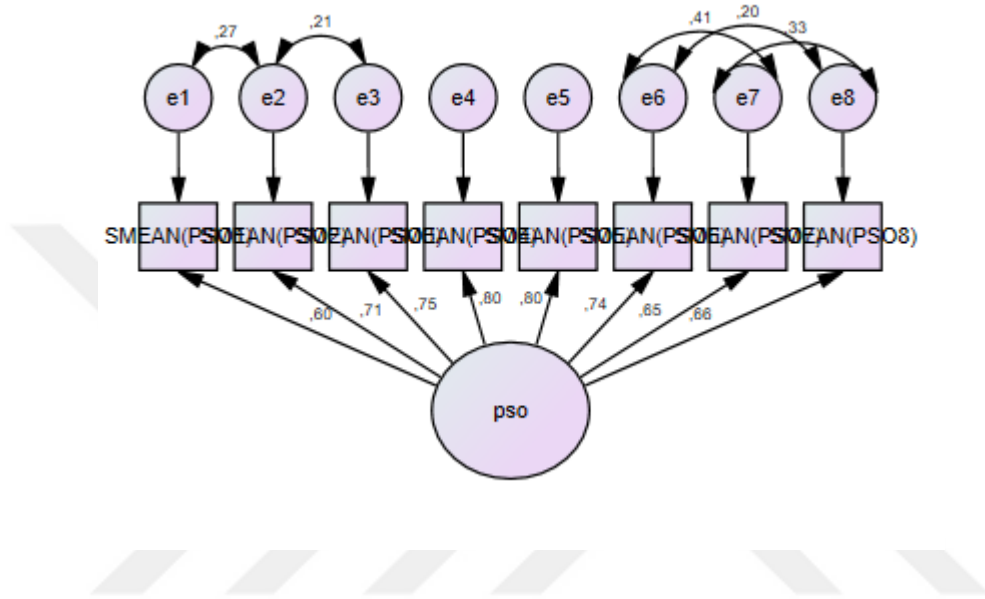 ,27 ,21 ,41 ,20 ,33
e1 e2 e3 e4 e5 e6 e7 e8
SMEAN(PSO8)
,60 ,71 ,75 ,80 ,80 ,74 ,65 ,66
pso